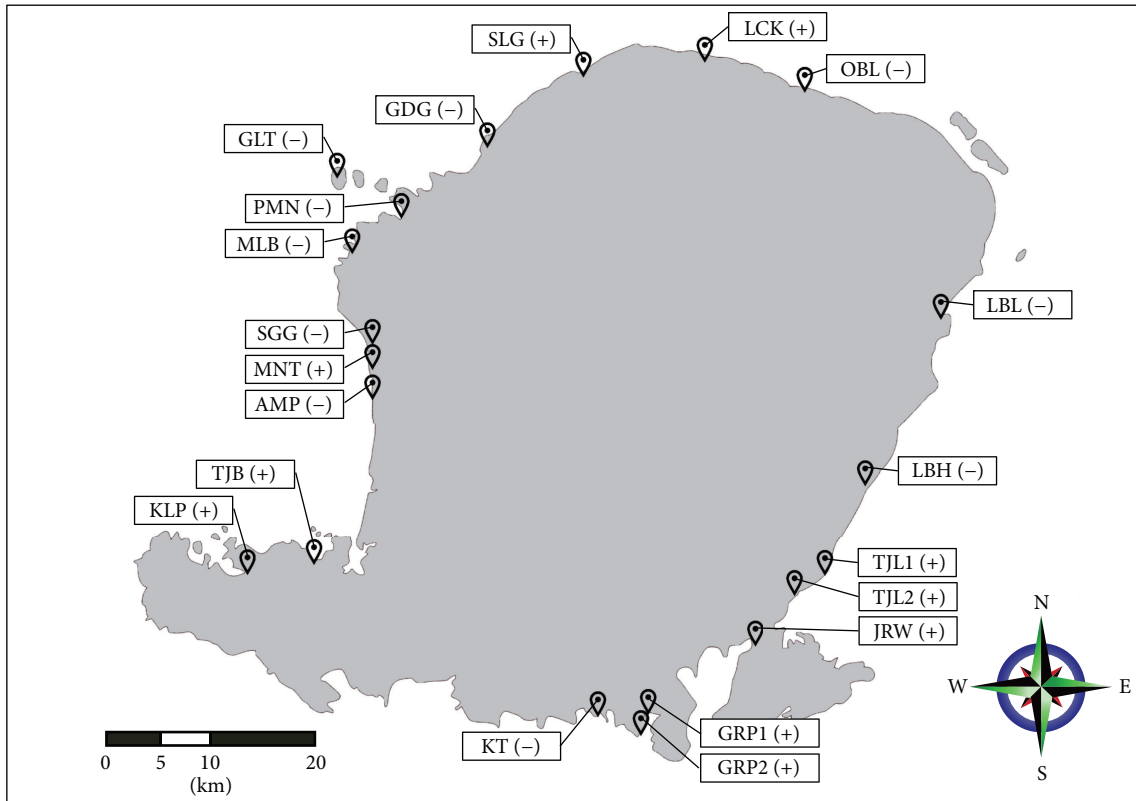 LCK (+)
SLG (+)
OBL (−)
GDG (−)
GLT (−)
PMN (−)
MLB (−)
LBL (−)
SGG (−)
MNT (+)
AMP (−)
TJB (+)
LBH (−)
KLP (+)
TJL1 (+)
TJL2 (+)
JRW (+)
N
W E
S
GRP1 (+)
KT (−)
GRP2 (+)
0 5 10 20
(km)